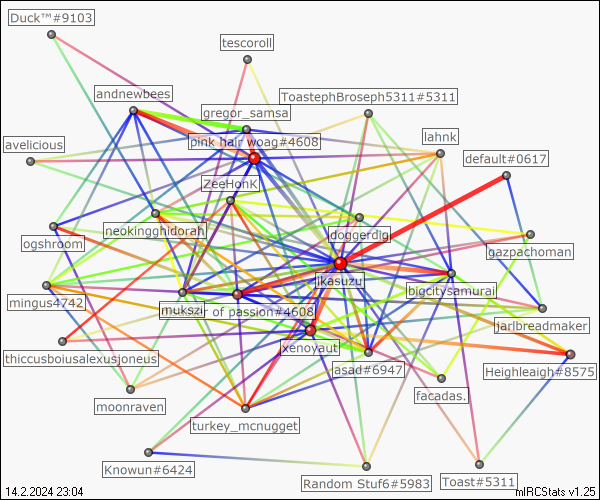 Duck™#9103
tescoroll
andnewbees
ToastephBroseph5311#5311
gregor_samsa
lahnk
avelicious
pink hair woag#4608
default#0617
ZeeHonK
neokingghidorah
jdoggerdig
ogshroom
gazpachoman
jkasuzu
bigcitysamurai
mingus4742
mukszi
r of passion#4608
jarlbreadmaker
xenoyaut
thiccusboiusalexusjoneus
asad#6947
Heighleaigh#8575
moonraven
facadas.
turkey_mcnugget
Knowun#6424
Random Stuf6#5983
Toast#5311
14.2.2024 23:04
mIRCStats v1.25